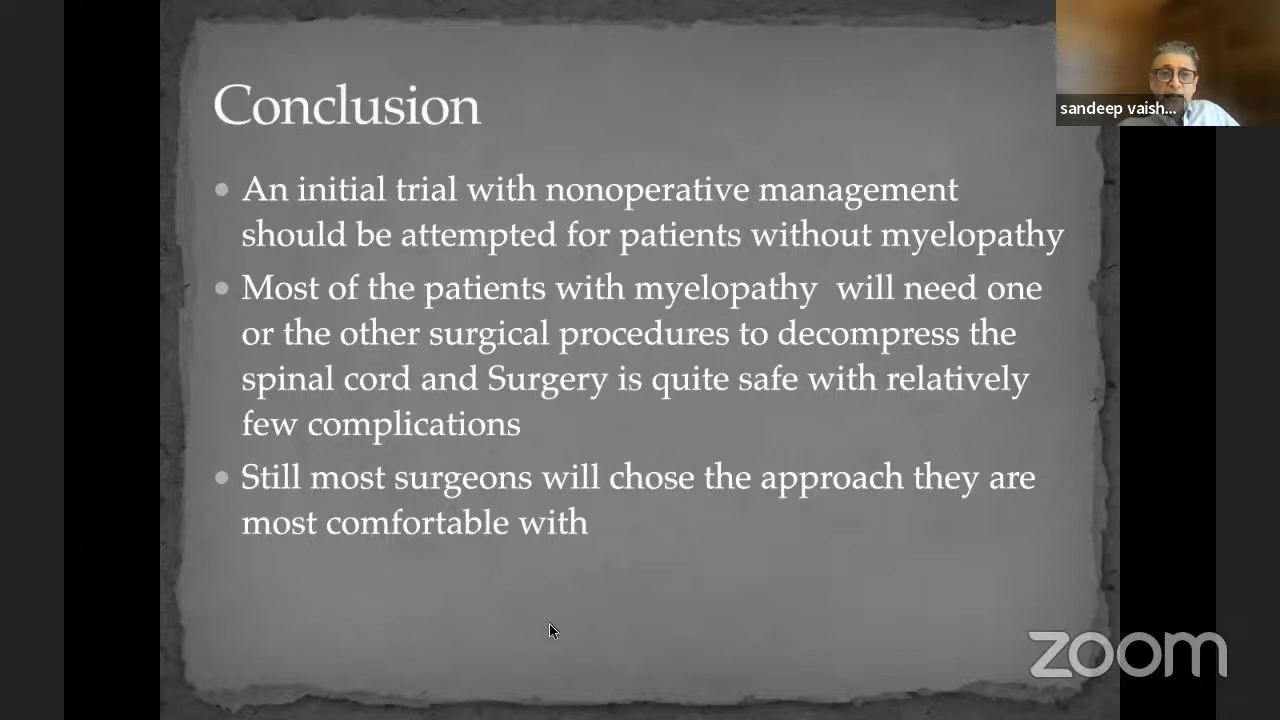 Conclusion
An initial trial with nonoperative management
should be attempted for patients without myelopathy
Most of the patients with myelopathy will need one
or the other surgical procedures to decompress the
spinal cord and Surgery is quite safe with relatively
few complications
Still most surgeons will chose the approach they are
most comfortable with
sandeep vaish...
zoom